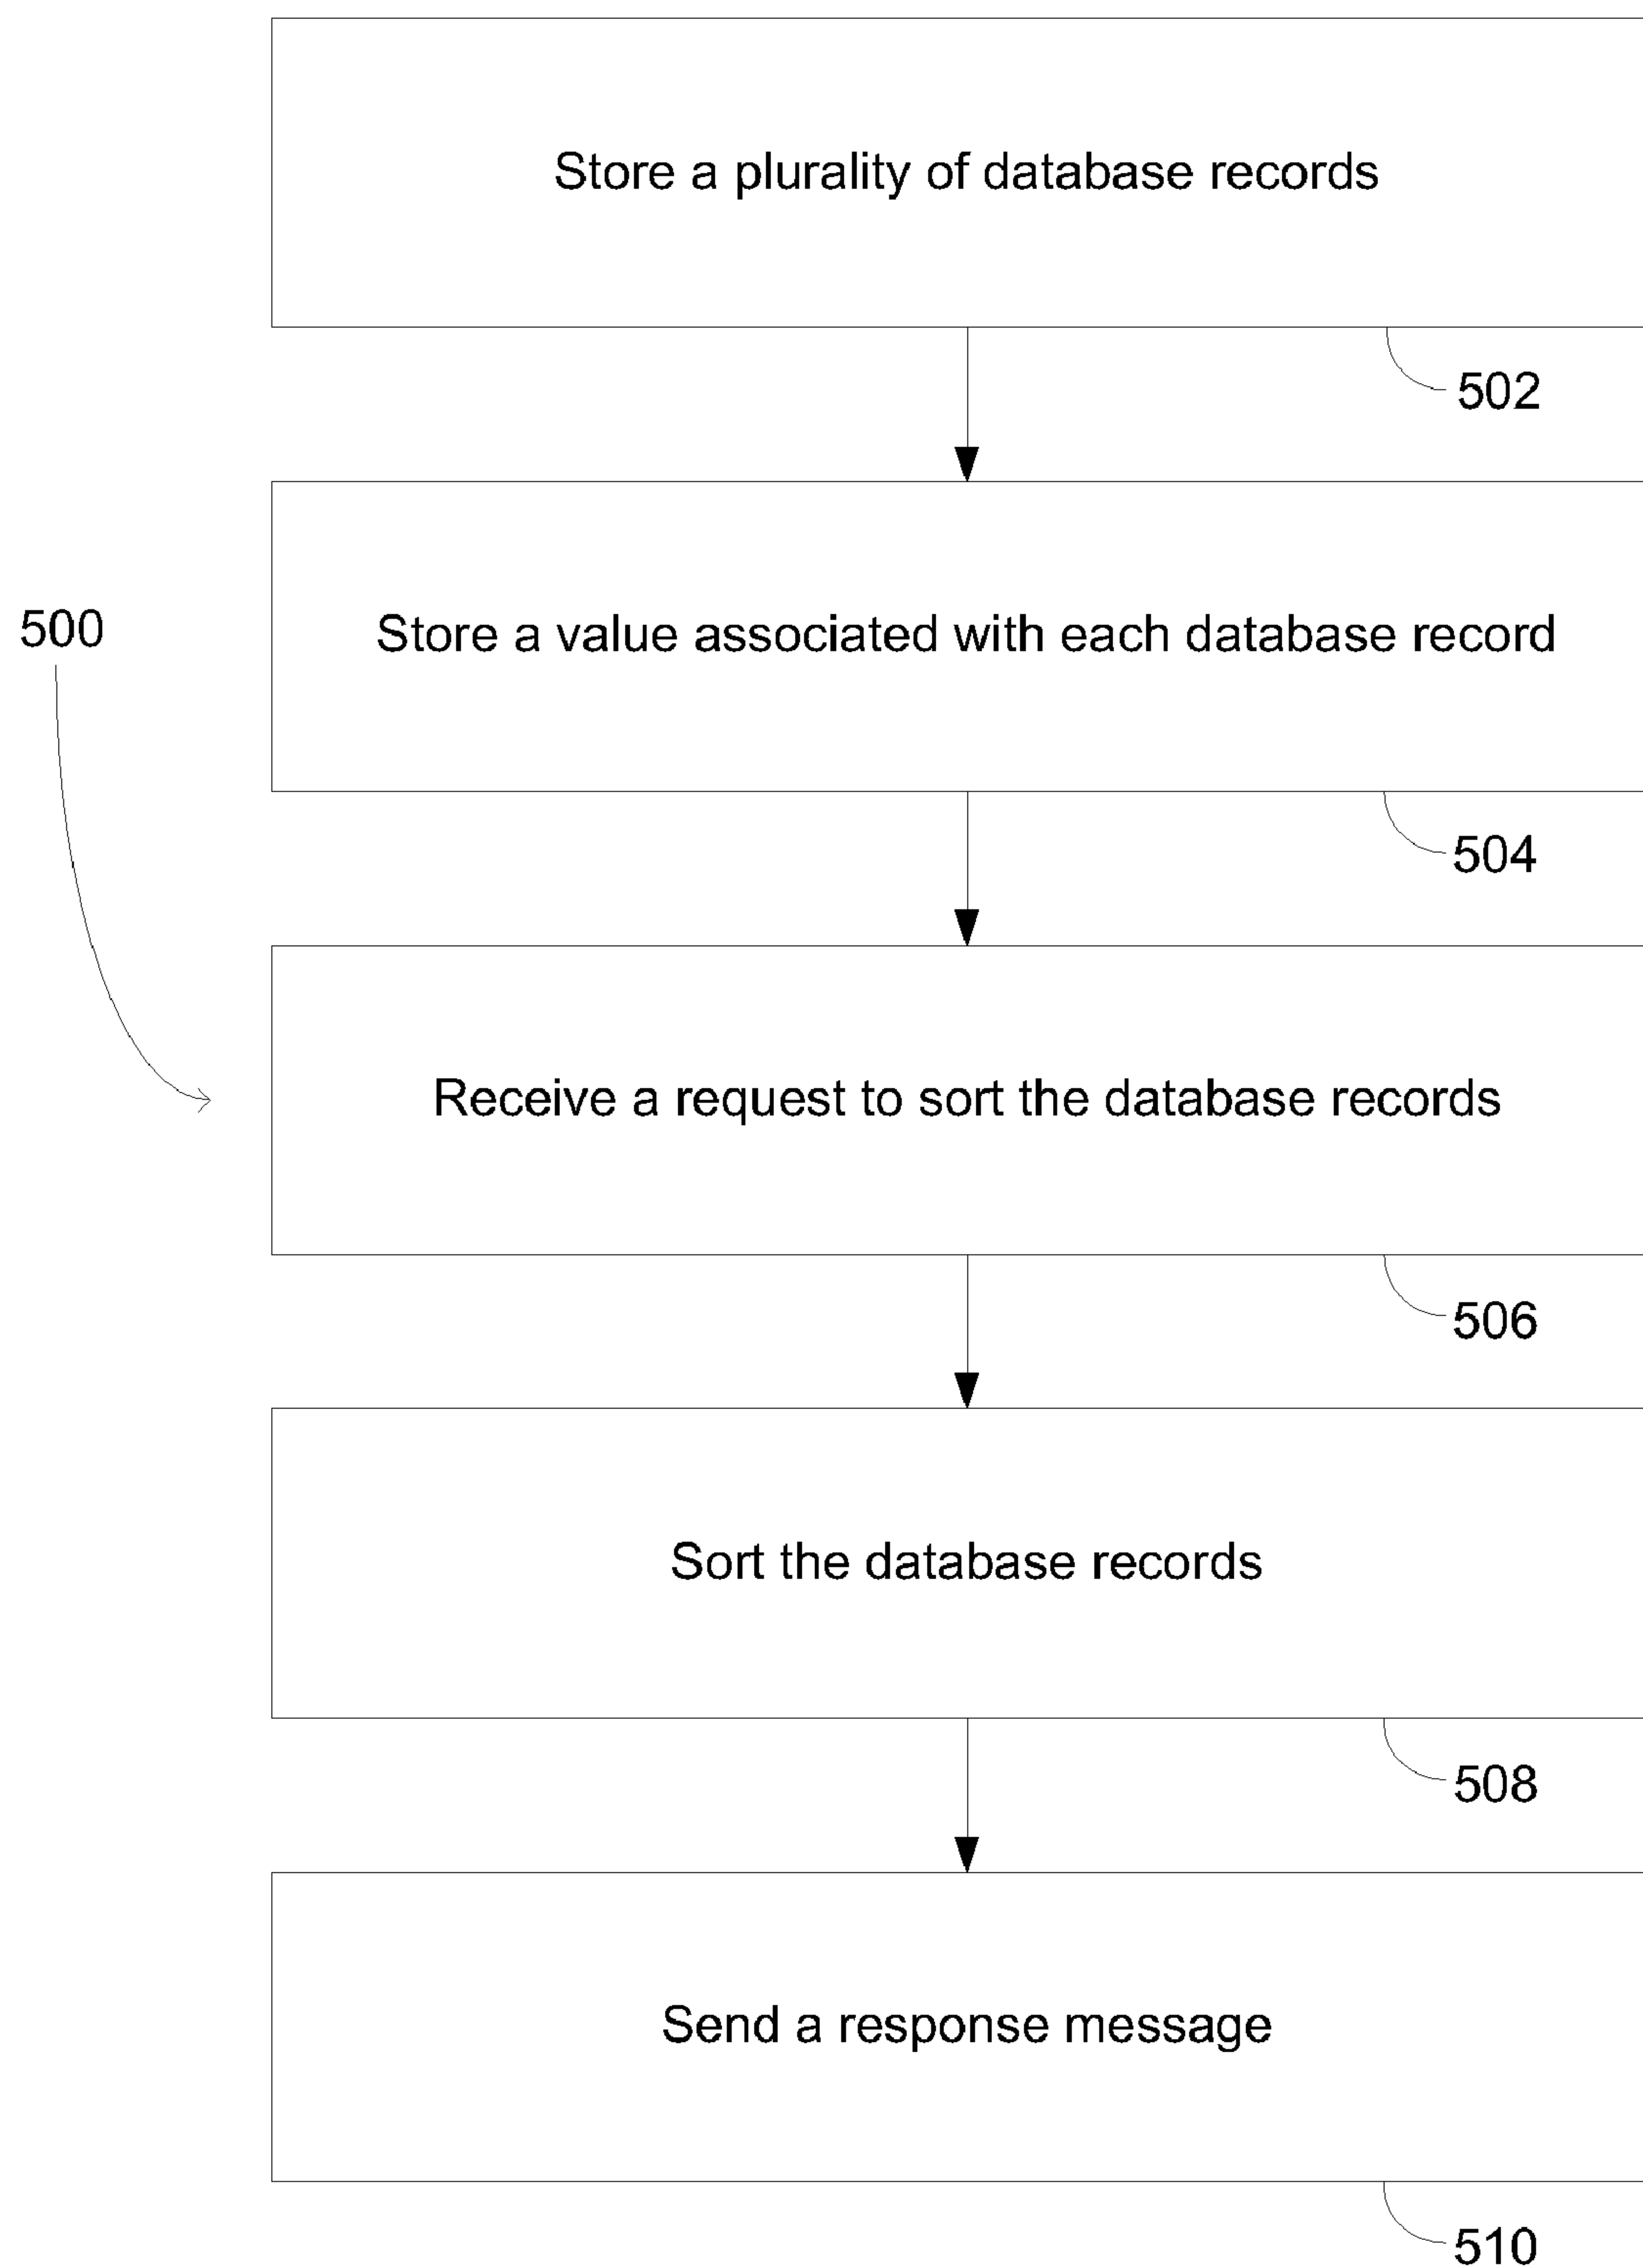 Store a plurality of database records
502
Store a value associated with each database record
500
504
Receive a request to sort the database records
506
Sort the database records
508
Send a response message
510